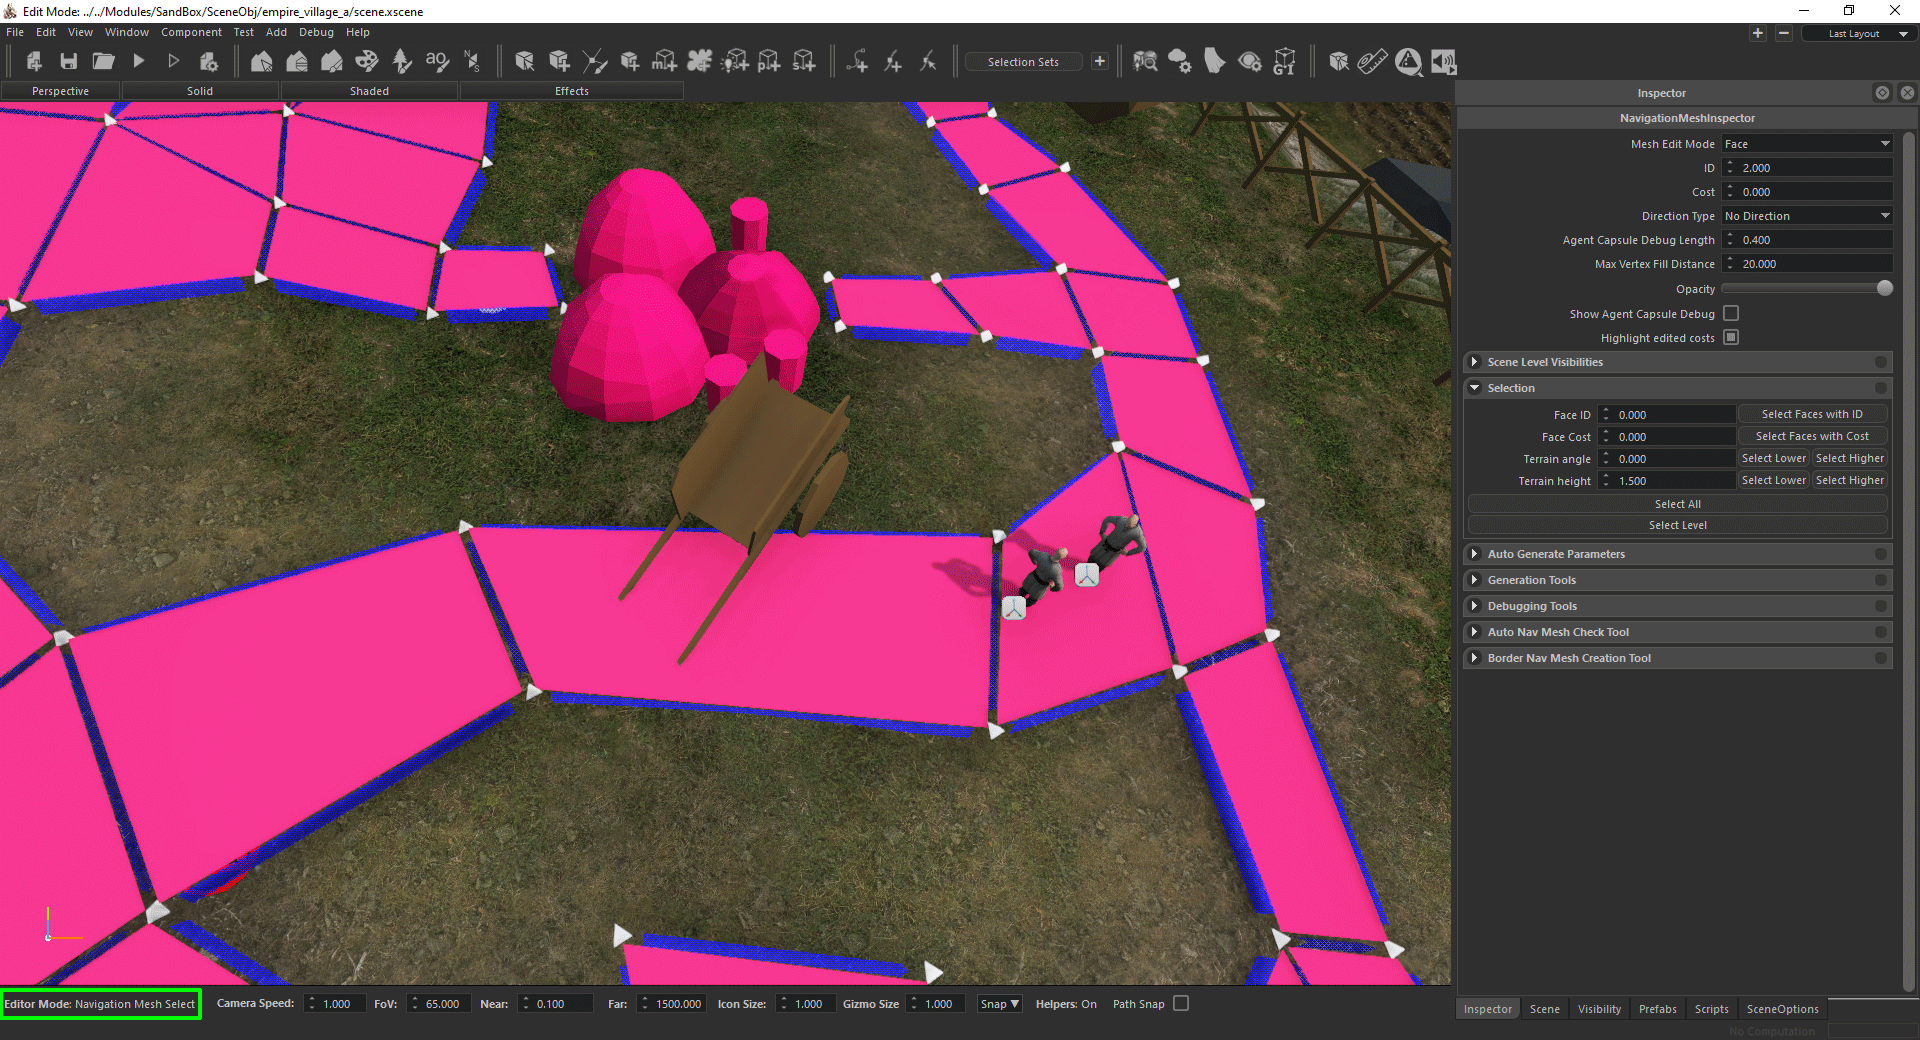 Edit Mode: ../../Modules/SandBox/SceneObj/empire_village_a/scene.xscene
File Edit View Window Component Test Add Debug Help
Last Layout
Selection Sets
GI
Perspective Solid Shaded Effects
Inspector
NavigationMeshInspector
Mesh Edit Mode Face
ID 2.000
Cost 0.000
Direction Type No Direction
Agent Capsule Debug Length 0.400
Max Vertex Fill Distance 20.000
Opacity
Show Agent Capsule Debug
Highlight edited costs
Scene Level Visibilities
Selection
Face ID 0.000 Select Faces with ID
Face Cost 0.000 Select Faces with Cost
Terrain angle 0.000 Select Lower Select Higher
Terrain height 1.500 Select Lower Select Higher
Select All
Select Level
Auto Generate Parameters
Generation Tools
Debugging Tools
Auto Nav Mesh Check Tool
Border Nav Mesh Creation Tool
Editor Mode: Navigation Mesh Select Camera Speed: 1.000 FoV: 65.000 Near: 0.100 Far: 1500.000 Icon Size: 1.000 Gizmo Size 1.000 Snap Helpers: On Path Snap
Inspector Scene Visibility Prefabs Scripts SceneOptions
No Computation